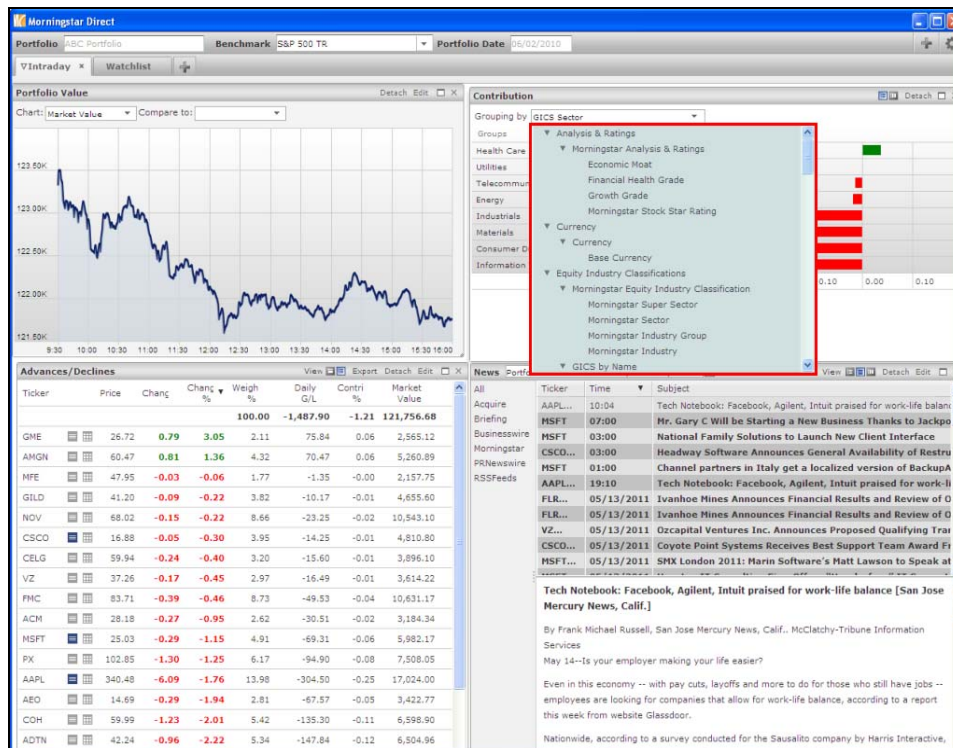 Morningstar Direct
Portfolio ABC Portfolio Benchmark S&P 500 TR Portfolio Date 06/02/2010
Intraday × Watchlist
Portfolio Value Detach Edit
Chart: Market Value Compare to:
123.50K
123.00K
122.50K
122.00K
121.50K
9:30 10:00 10:30 11:00 11:30 12:00 12:30 13:00 13:30 14:00 14:30 15:00 15:30 16:00
Contribution Detach
Grouping by GICS Sector
Groups
Health Care
Utilities
Telecommun
Energy
Industrials
Materials
Consumer D
Information
Analysis & Ratings
Morningstar Analysis & Ratings
Economic Moat
Financial Health Grade
Growth Grade
Morningstar Stock Star Rating
Currency
Currency
Base Currency
Equity Industry Classifications
Morningstar Equity Industry Classification
Morningstar Super Sector
Morningstar Sector
Morningstar Industry Group
Morningstar Industry
GICS by Name
0.10 0.00 0.10
Advances/Declines View Export Detach Edit
Ticker Price Chang Chang % Weigh % Daily G/L Contri % Market Value
100.00 -1,487.90 -1.21 121,756.68
GME 26.72 0.79 3.05 2.11 75.84 0.06 2,565.12
AMGN 60.47 0.81 1.36 4.32 70.47 0.06 5,260.89
MFE 47.95 -0.03 -0.06 1.77 -1.35 -0.00 2,157.75
GILD 41.20 -0.09 -0.22 3.82 -10.17 -0.01 4,655.60
NOV 68.02 -0.15 -0.22 8.66 -23.25 -0.02 10,543.10
CSCO 16.88 -0.05 -0.30 3.95 -14.25 -0.01 4,810.80
CELG 59.94 -0.24 -0.40 3.20 -15.60 -0.01 3,896.10
VZ 37.26 -0.17 -0.45 2.97 -16.49 -0.01 3,614.22
FMC 83.71 -0.39 -0.46 8.73 -49.53 -0.04 10,631.17
ACM 28.18 -0.27 -0.95 2.62 -30.51 -0.02 3,184.34
MSFT 25.03 -0.29 -1.15 4.91 -69.31 -0.06 5,982.17
PX 102.85 -1.30 -1.25 6.17 -94.90 -0.08 7,508.05
AAPL 340.48 -6.09 -1.76 13.98 -304.50 -0.25 17,024.00
AEO 14.69 -0.29 -1.94 2.81 -67.57 -0.05 3,422.77
COH 59.99 -1.23 -2.01 5.42 -135.30 -0.11 6,598.90
ADTN 42.24 -0.96 -2.22 5.34 -147.84 -0.12 6,504.96
News Portfo View Detach Edit
All
Acquire
Briefing
Businesswire
Morningstar
PRNewswire
RSSFeeds
Ticker Time Subject
AAPL... 10:04 Tech Notebook: Facebook, Agilent, Intuit praised for work-life balanc
MSFT 07:00 Mr. Gary C Will be Starting a New Business Thanks to Jackpo
MSFT 03:00 National Family Solutions to Launch New Client Interface
CSCO... 03:00 Headway Software Announces General Availability of Restru
MSFT 01:00 Channel partners in Italy get a localized version of BackupA
AAPL... 19:10 Tech Notebook: Facebook, Agilent, Intuit praised for work-li
FLR... 05/13/2011 Ivanhoe Mines Announces Financial Results and Review of O
FLR... 05/13/2011 Ivanhoe Mines Announces Financial Results and Review of O
VZ... 05/13/2011 Ozcapital Ventures Inc. Announces Proposed Qualifying Tran
CSCO... 05/13/2011 Coyote Point Systems Receives Best Support Team Award Fr
MSFT... 05/13/2011 SMX London 2011: Marin Software's Matt Lawson to Speak at
Tech Notebook: Facebook, Agilent, Intuit praised for work-life balance [San Jose
Mercury News, Calif.]
By Frank Michael Russell, San Jose Mercury News, Calif.. McClatchy-Tribune Information
Services
May 14--Is your employer making your life easier?
Even in this economy -- with pay cuts, layoffs and more to do for those who still have jobs --
employees are looking for companies that allow for work-life balance, according to a report
this week from website Glassdoor.
Nationwide, according to a survey conducted for the Sausalito company by Harris Interactive,